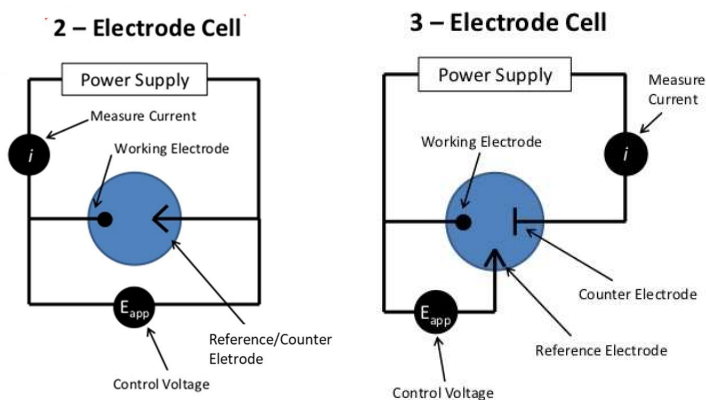 2 – Electrode Cell
Power Supply
Measure Current
i
Working Electrode
E app
Reference/Counter
Eletrode
Control Voltage
3 – Electrode Cell
Power Supply
Measure
Current
i
Working Electrode
Counter Electrode
E app
Reference Electrode
Control Voltage